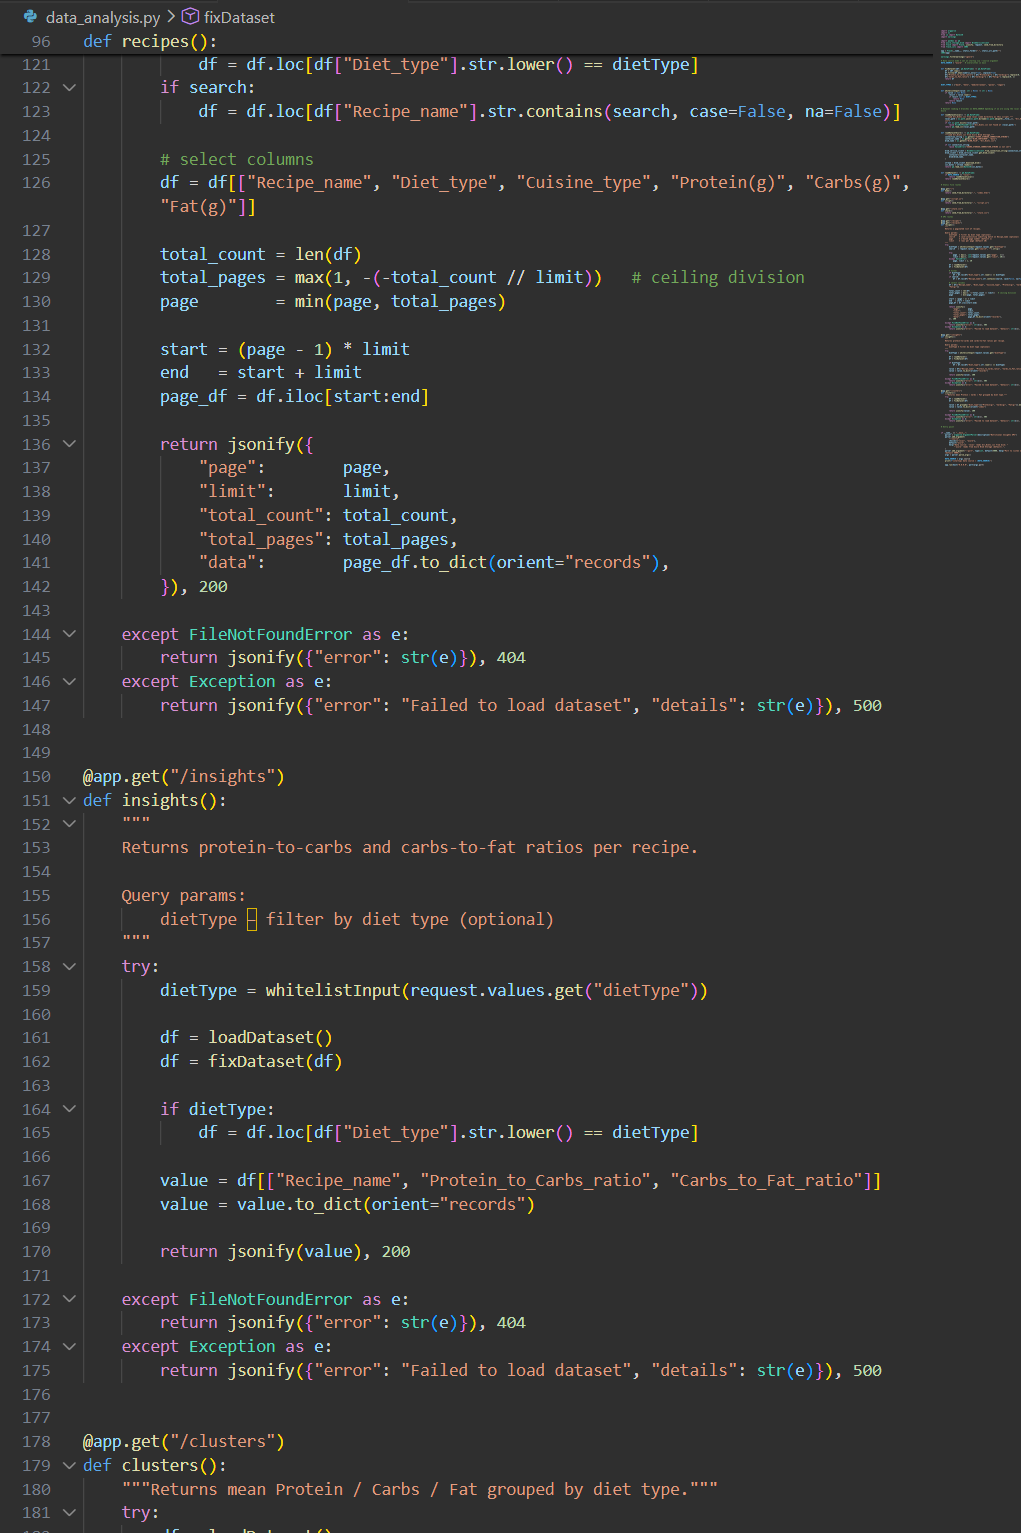 data_analysis.py > fixDataset
96 def recipes():
121 df = df.loc[df["Diet_type"].str.lower() == dietType]
122 if search:
123 df = df.loc[df["Recipe_name"].str.contains(search, case=False, na=False)]
124
125 # select columns
126 df = df[["Recipe_name", "Diet_type", "Cuisine_type", "Protein(g)", "Carbs(g)",
"Fat(g)"]]
127
128 total_count = len(df)
129 total_pages = max(1, -(-total_count // limit))   # ceiling division
130 page        = min(page, total_pages)
131
132 start = (page - 1) * limit
133 end   = start + limit
134 page_df = df.iloc[start:end]
135
136 return jsonify({
137 "page":        page,
138 "limit":       limit,
139 "total_count": total_count,
140 "total_pages": total_pages,
141 "data":        page_df.to_dict(orient="records"),
142 }), 200
143
144 except FileNotFoundError as e:
145 return jsonify({"error": str(e)}), 404
146 except Exception as e:
147 return jsonify({"error": "Failed to load dataset", "details": str(e)}), 500
148
149
150 @app.get("/insights")
151 def insights():
152 """
153 Returns protein-to-carbs and carbs-to-fat ratios per recipe.
154
155 Query params:
156 dietType – filter by diet type (optional)
157 """
158 try:
159 dietType = whitelistInput(request.values.get("dietType"))
160
161 df = loadDataset()
162 df = fixDataset(df)
163
164 if dietType:
165 df = df.loc[df["Diet_type"].str.lower() == dietType]
166
167 value = df[["Recipe_name", "Protein_to_Carbs_ratio", "Carbs_to_Fat_ratio"]]
168 value = value.to_dict(orient="records")
169
170 return jsonify(value), 200
171
172 except FileNotFoundError as e:
173 return jsonify({"error": str(e)}), 404
174 except Exception as e:
175 return jsonify({"error": "Failed to load dataset", "details": str(e)}), 500
176
177
178 @app.get("/clusters")
179 def clusters():
180 """Returns mean Protein / Carbs / Fat grouped by diet type."""
181 try: